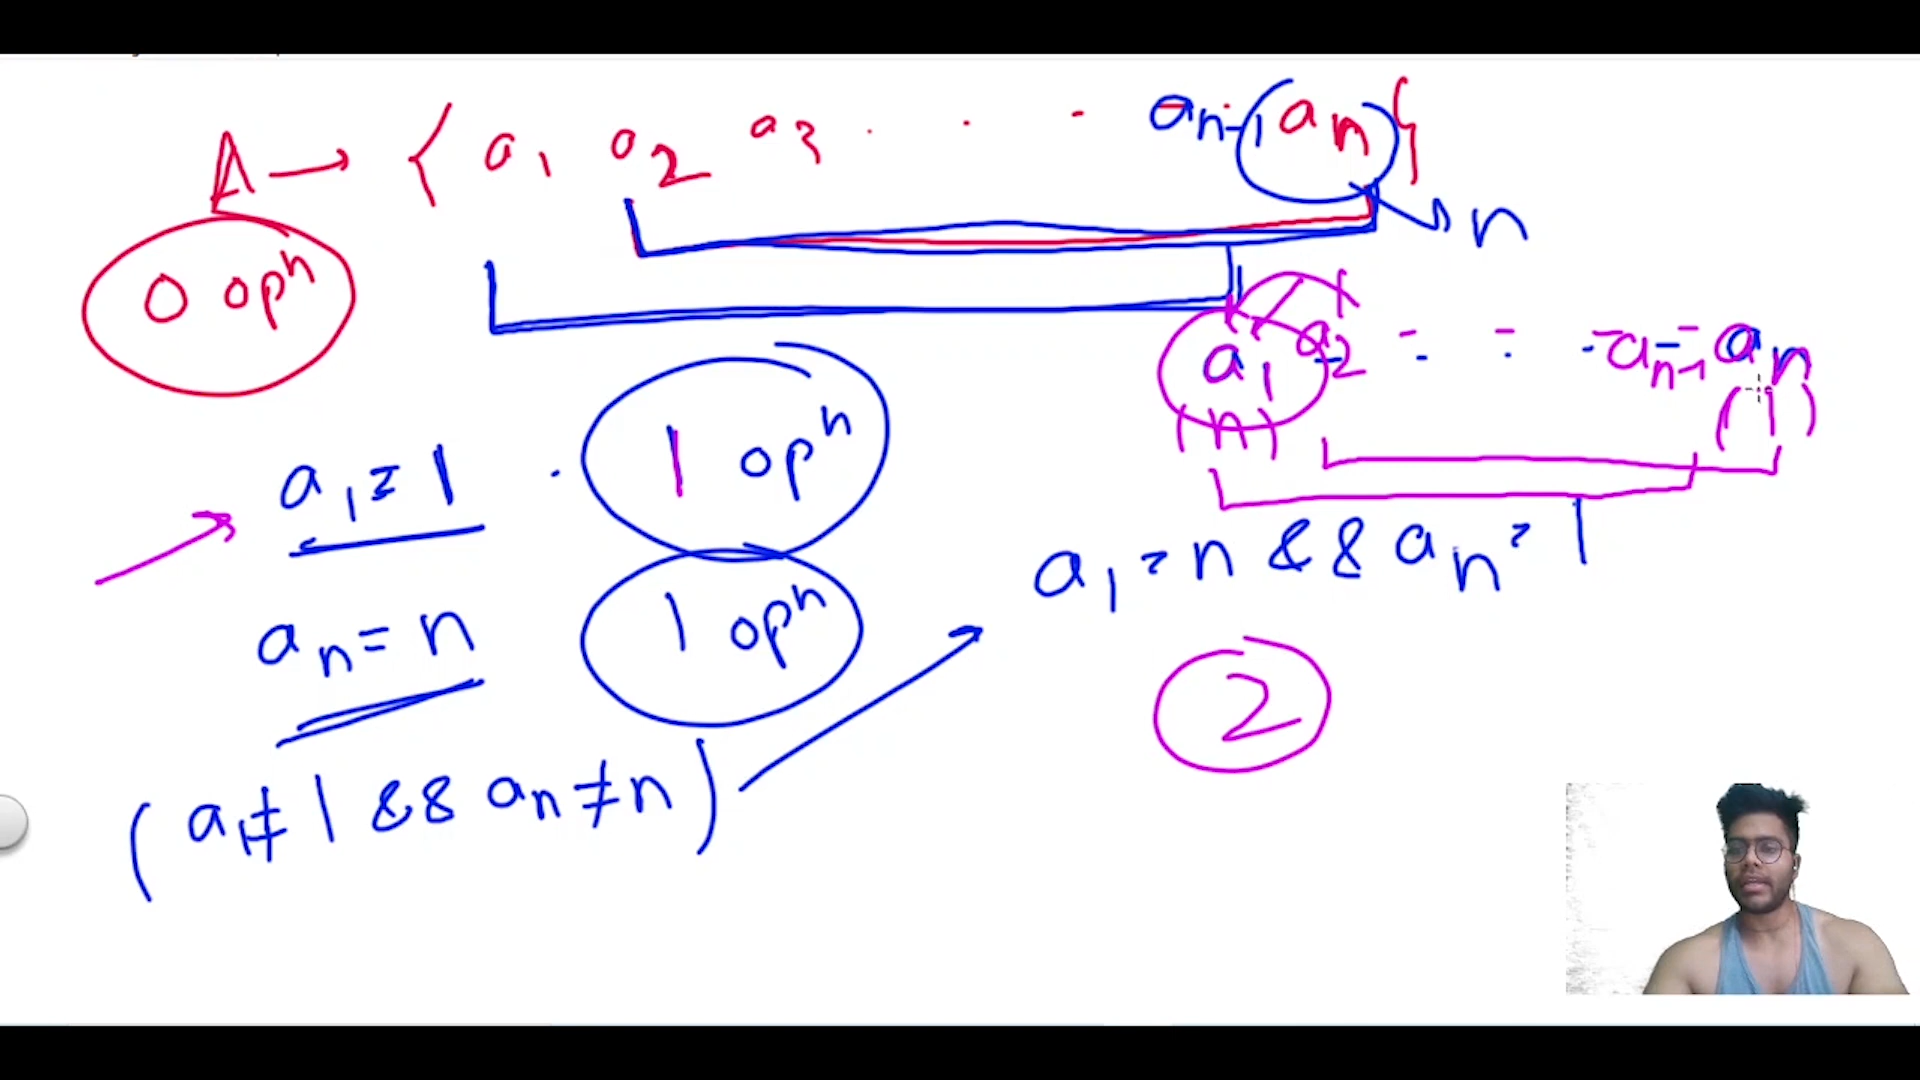 A → { a1 a2 a3 . . . an-1 an }
n
0 opn
a1 a2 - - - an-1 an
(n) (1)
a1 = 1 . 1 opn
a1 = n && an = 1
an = n 1 opn
2
(a1 ≠ 1 && an ≠ n)